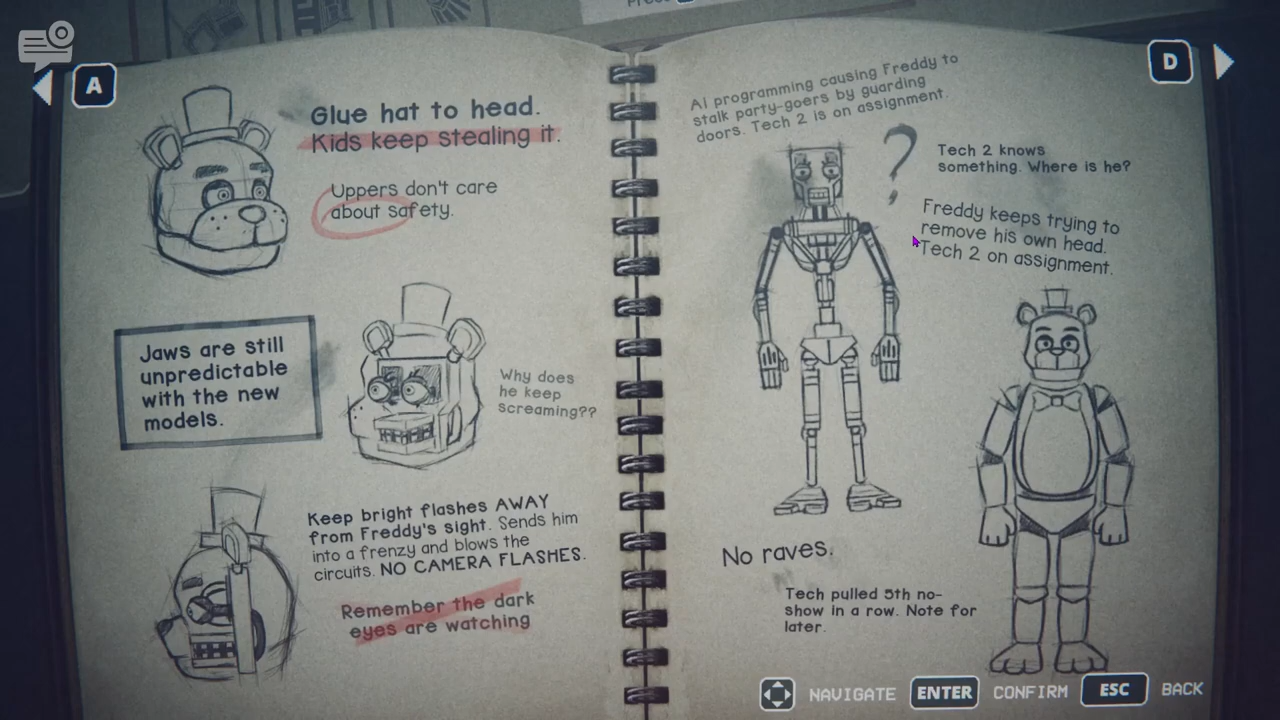 A
D
Glue hat to head.
Kids keep stealing it.
Uppers don't care
about safety.
Jaws are still
unpredictable
with the new
models.
Why does
he keep
screaming??
Keep bright flashes AWAY
from Freddy's sight. Sends him
into a frenzy and blows the
circuits. NO CAMERA FLASHES.
Remember the dark
eyes are watching
AI programming causing Freddy to
stalk party-goers by guarding
doors. Tech 2 is on assignment.
?
Tech 2 knows
something. Where is he?
Freddy keeps trying to
remove his own head.
Tech 2 on assignment.
No raves.
Tech pulled 5th no-
show in a row. Note for
later.
NAVIGATE ENTER CONFIRM ESC BACK